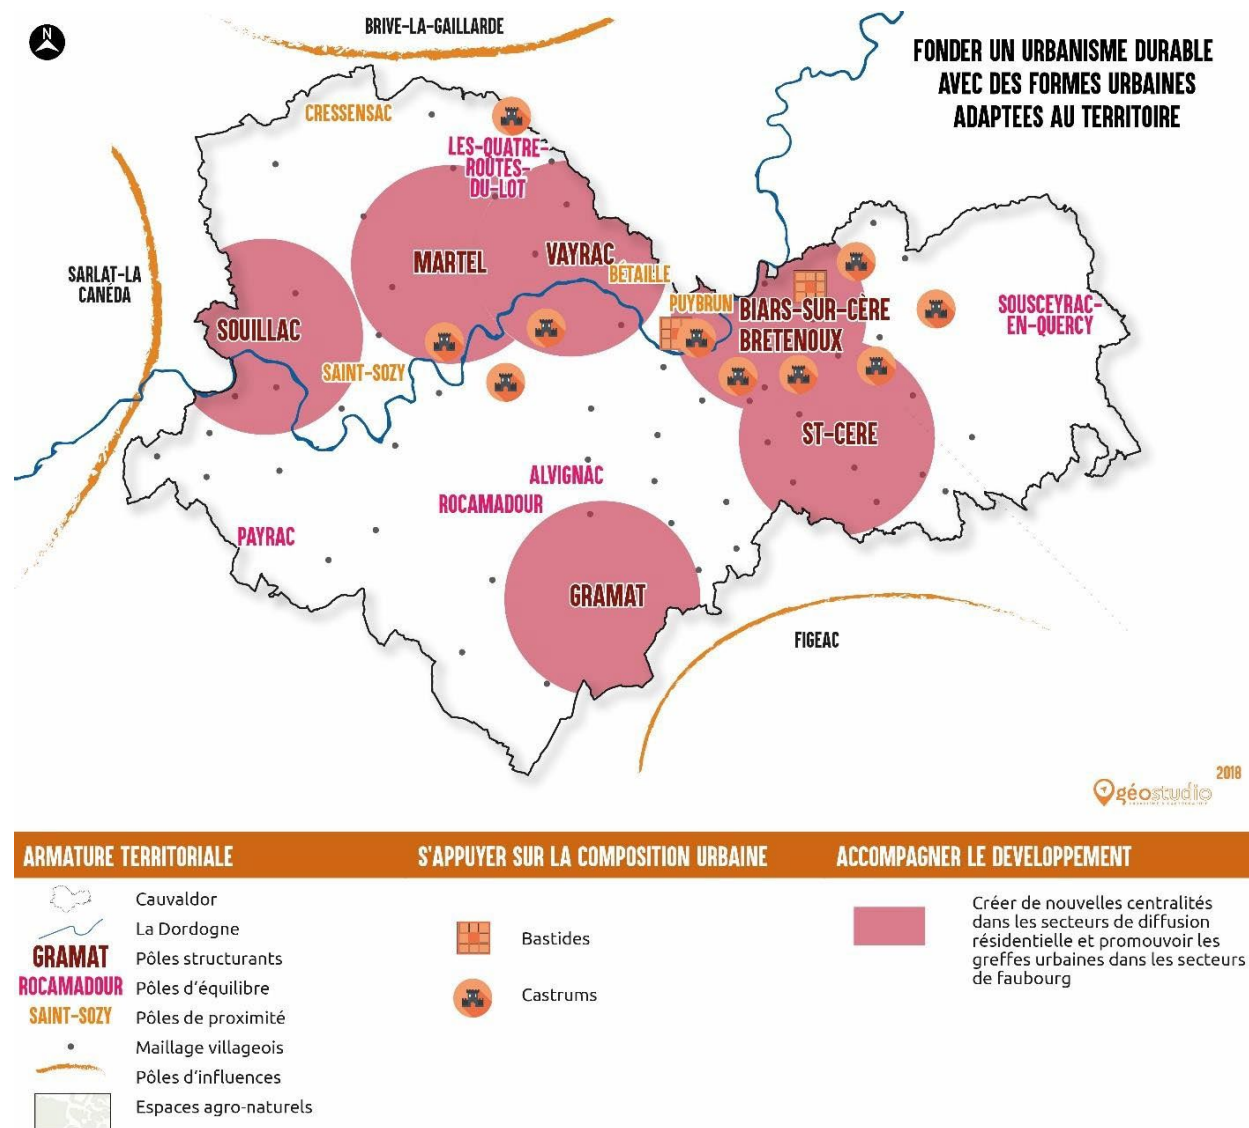 N
BRIVE-LA-GAILLARDE
FONDER UN URBANISME DURABLE
AVEC DES FORMES URBAINES
ADAPTEES AU TERRITOIRE
CRESSENSAC
LES-QUATRE-
ROUTES-
DU-LOT
SARLAT-LA
CANÉDA
MARTEL
VAYRAC
BÉTAILLE
PUYBRUN
BIARS-SUR-CÈRE
BRETENOUX
SOUSCEYRAC-
EN-QUERCY
SOUILLAC
SAINT-SOZY
ST-CERE
ALVIGNAC
ROCAMADOUR
PAYRAC
GRAMAT
FIGEAC
2018
géostudio
ARMATURE TERRITORIALE
Cauvaldor
La Dordogne
GRAMAT Pôles structurants
ROCAMADOUR Pôles d'équilibre
SAINT-SOZY Pôles de proximité
Maillage villageois
Pôles d'influences
Espaces agro-naturels
S'APPUYER SUR LA COMPOSITION URBAINE
Bastides
Castrums
ACCOMPAGNER LE DEVELOPPEMENT
Créer de nouvelles centralités
dans les secteurs de diffusion
résidentielle et promouvoir les
greffes urbaines dans les secteurs
de faubourg